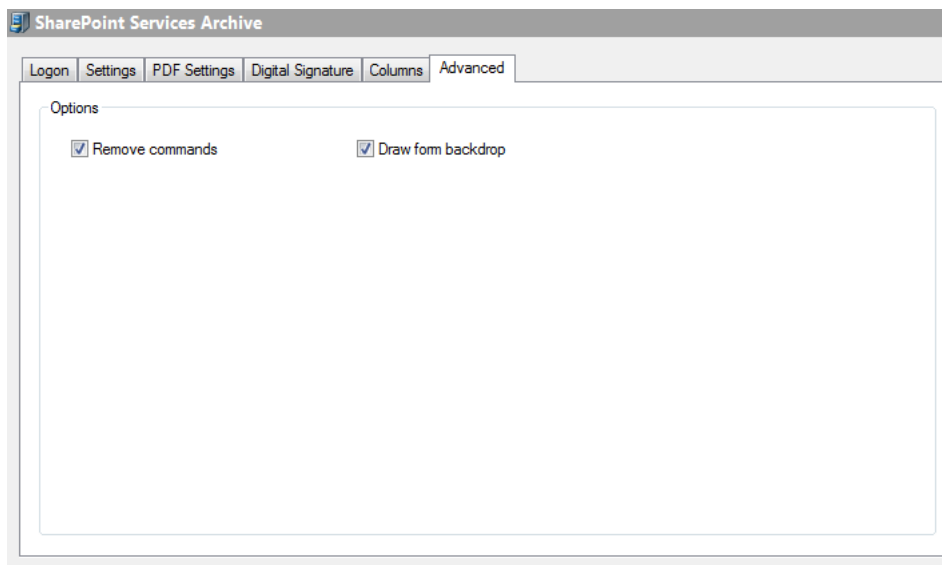 SharePoint Services Archive
Logon Settings PDF Settings Digital Signature Columns Advanced
Options
Remove commands Draw form backdrop